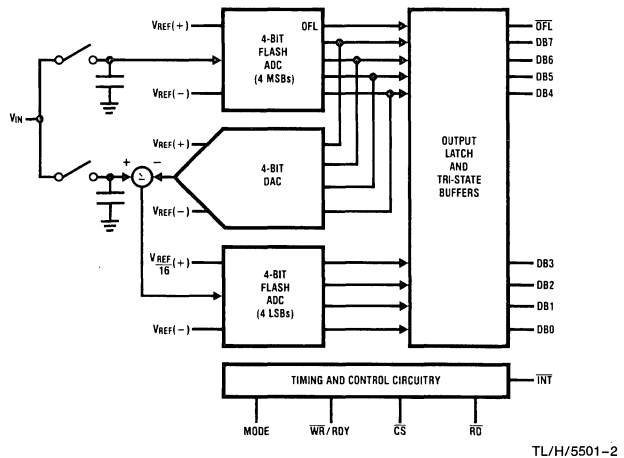 VREF(+)
4-BIT
FLASH
ADC
(4 MSBs)
OFL
VREF(−)
VIN
OFL
DB7
DB6
DB5
DB4
VREF(+)
4-BIT
DAC
VREF(−)
+
−
Σ
OUTPUT
LATCH
AND
TRI-STATE
BUFFERS
VREF(+)
16
4-BIT
FLASH
ADC
(4 LSBs)
VREF(−)
DB3
DB2
DB1
DB0
TIMING AND CONTROL CIRCUITRY
INT
MODE
WR/RDY
CS
RD
TL/H/5501–2